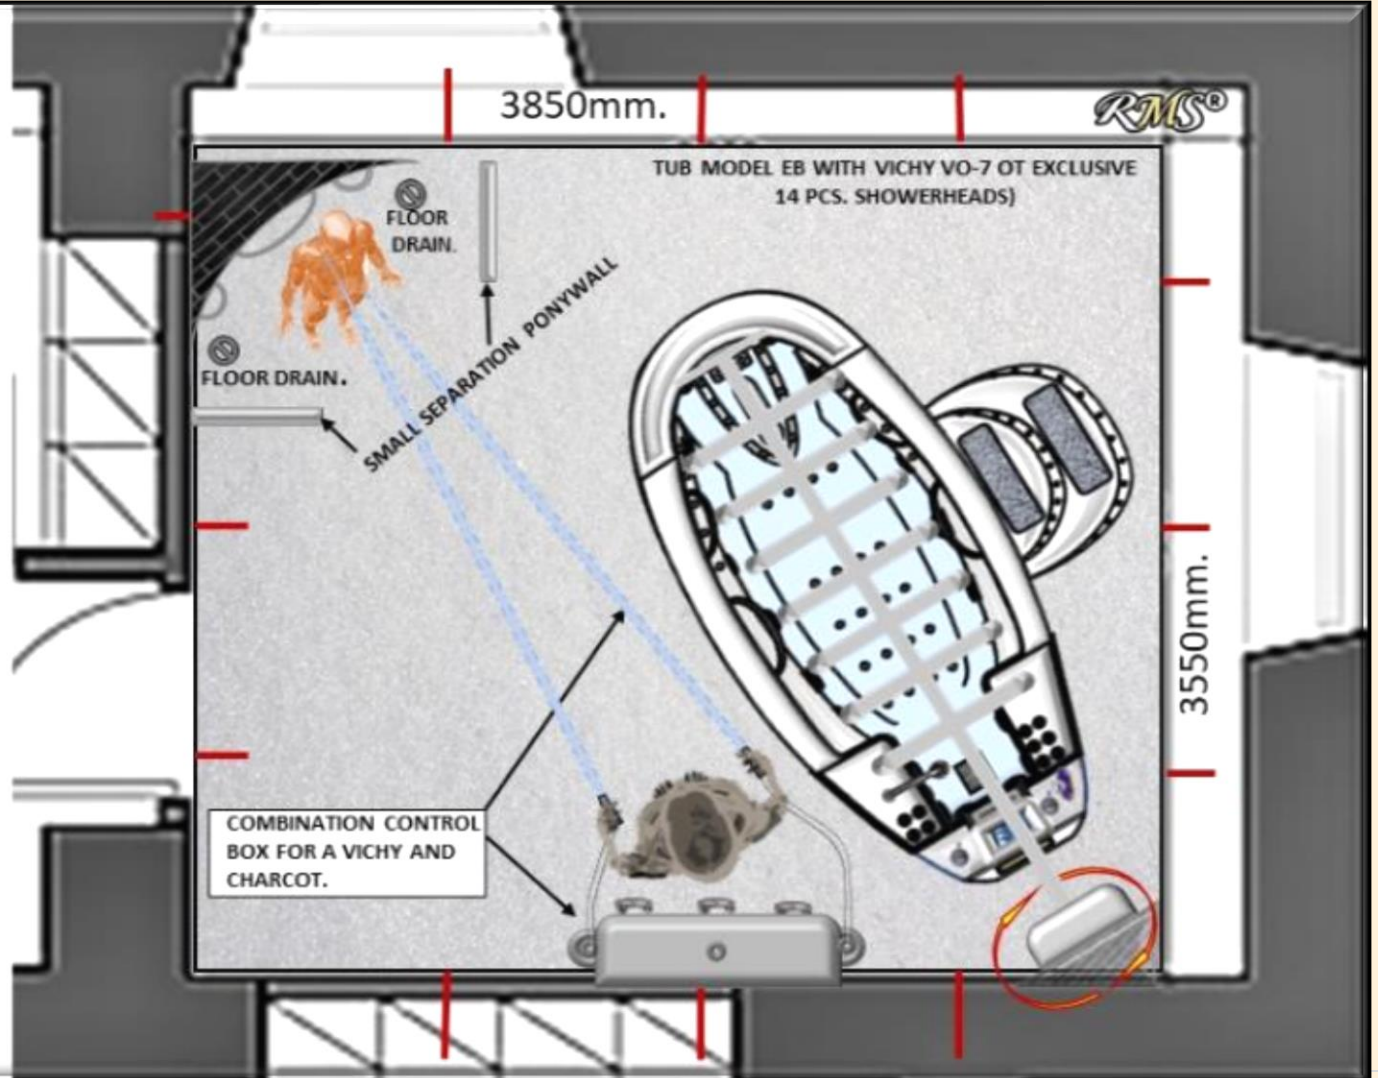 3850mm.
RMS®
TUB MODEL EB WITH VICHY VO-7 OT EXCLUSIVE
14 PCS. SHOWERHEADS)
FLOOR
DRAIN.
SMALL SEPARATION PONYWALL
FLOOR DRAIN.
3550mm.
COMBINATION CONTROL
BOX FOR A VICHY AND
CHARCOT.